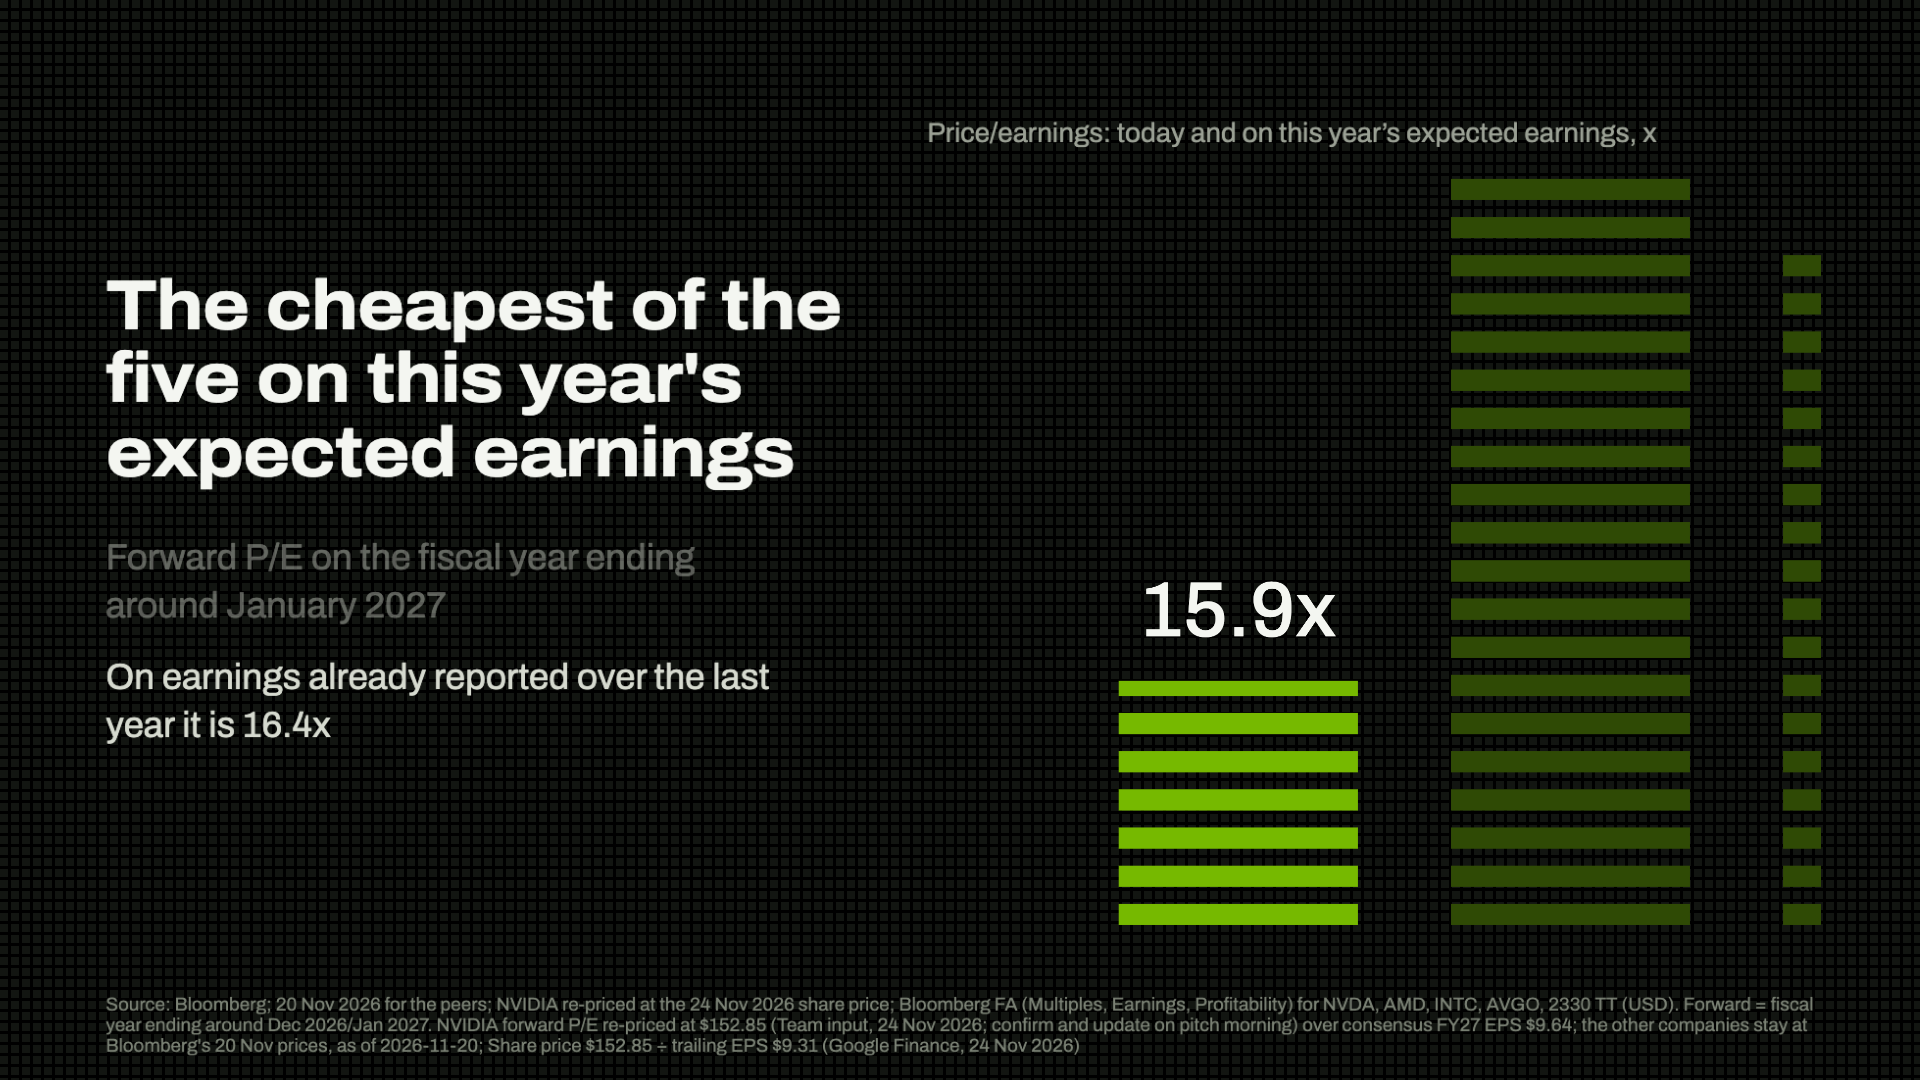 Price/earnings: today and on this year’s expected earnings, x
The cheapest of the
five on this year's
expected earnings
Forward P/E on the fiscal year ending
around January 2027
On earnings already reported over the last
year it is 16.4x
15.9x
Source: Bloomberg; 20 Nov 2026 for the peers; NVIDIA re-priced at the 24 Nov 2026 share price; Bloomberg FA (Multiples, Earnings, Profitability) for NVDA, AMD, INTC, AVGO, 2330 TT (USD). Forward = fiscal
year ending around Dec 2026/Jan 2027. NVIDIA forward P/E re-priced at $152.85 (Team input, 24 Nov 2026; confirm and update on pitch morning) over consensus FY27 EPS $9.64; the other companies stay at
Bloomberg's 20 Nov prices, as of 2026-11-20; Share price $152.85 ÷ trailing EPS $9.31 (Google Finance, 24 Nov 2026)